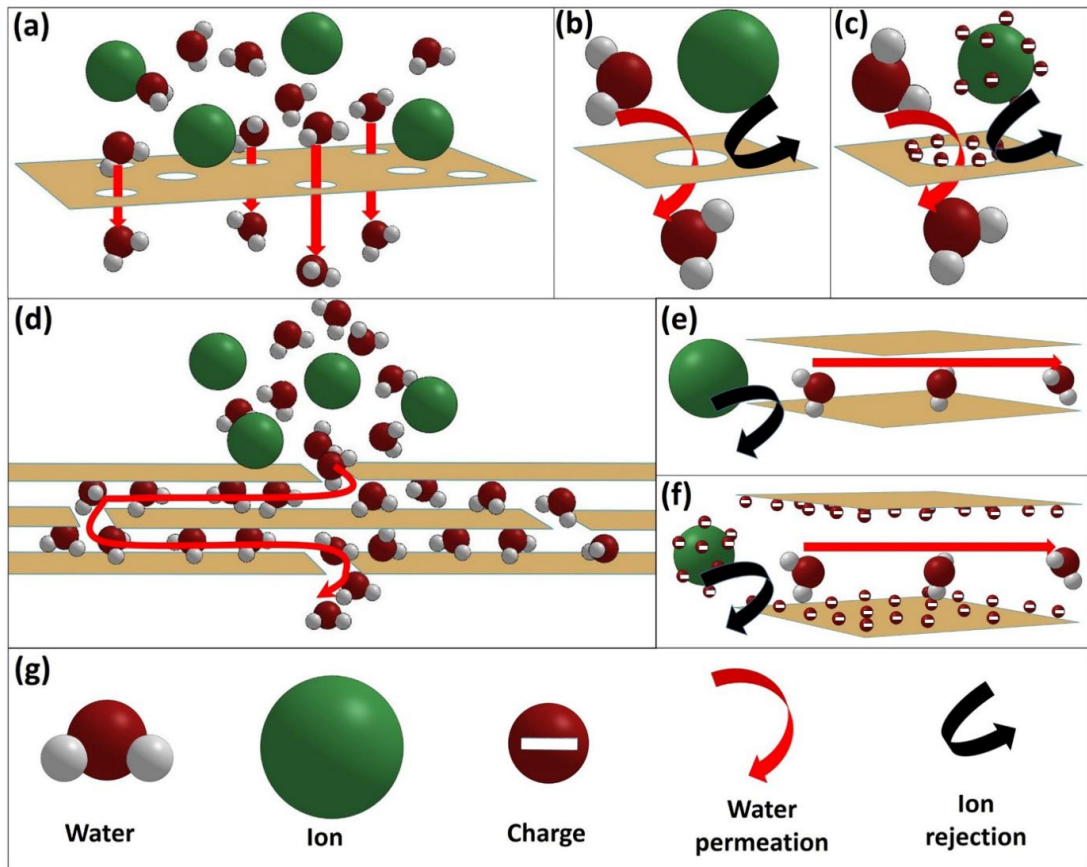 (a)
(b)
(c)
(d)
(e)
(f)
(g)
Water
Ion
Charge
Water
permeation
Ion
rejection